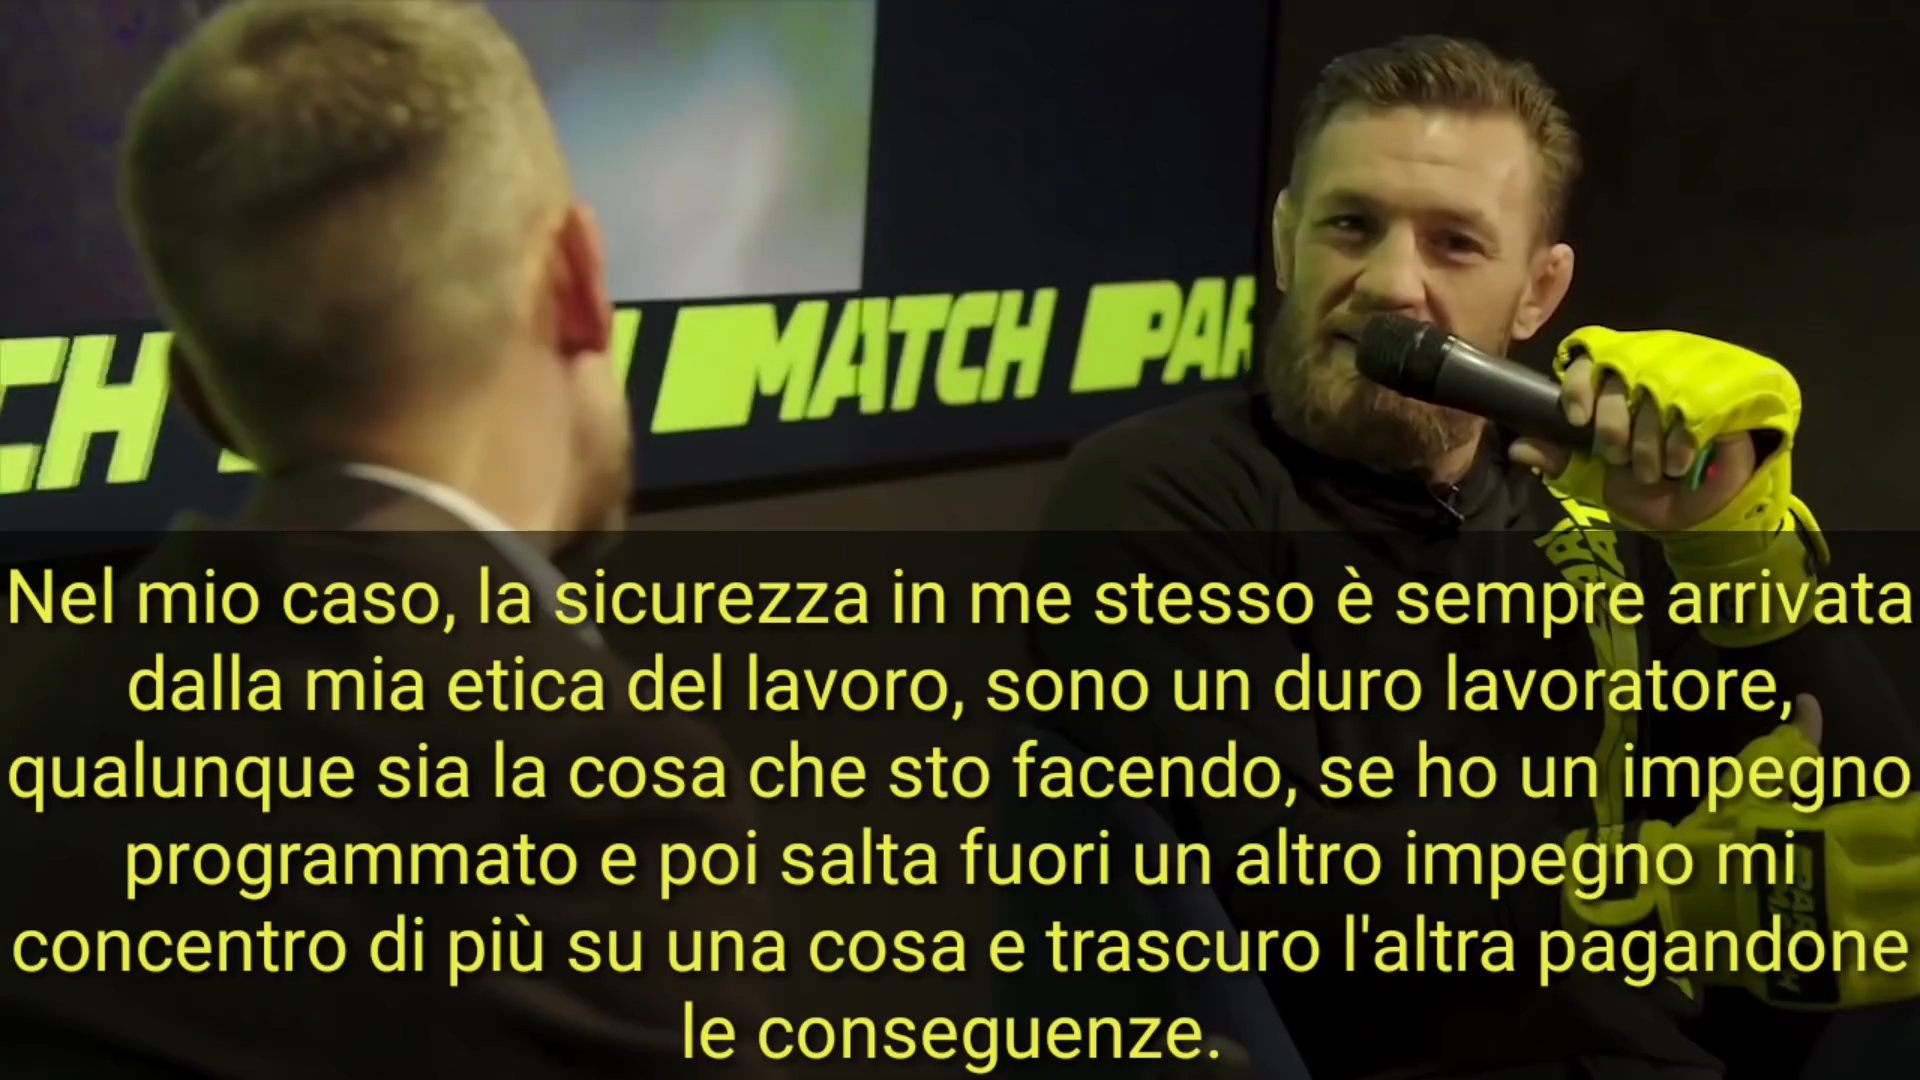 CH
MATCH PAR
Nel mio caso, la sicurezza in me stesso è sempre arrivata
dalla mia etica del lavoro, sono un duro lavoratore,
qualunque sia la cosa che sto facendo, se ho un impegno
programmato e poi salta fuori un altro impegno mi
concentro di più su una cosa e trascuro l'altra pagandone
le conseguenze.